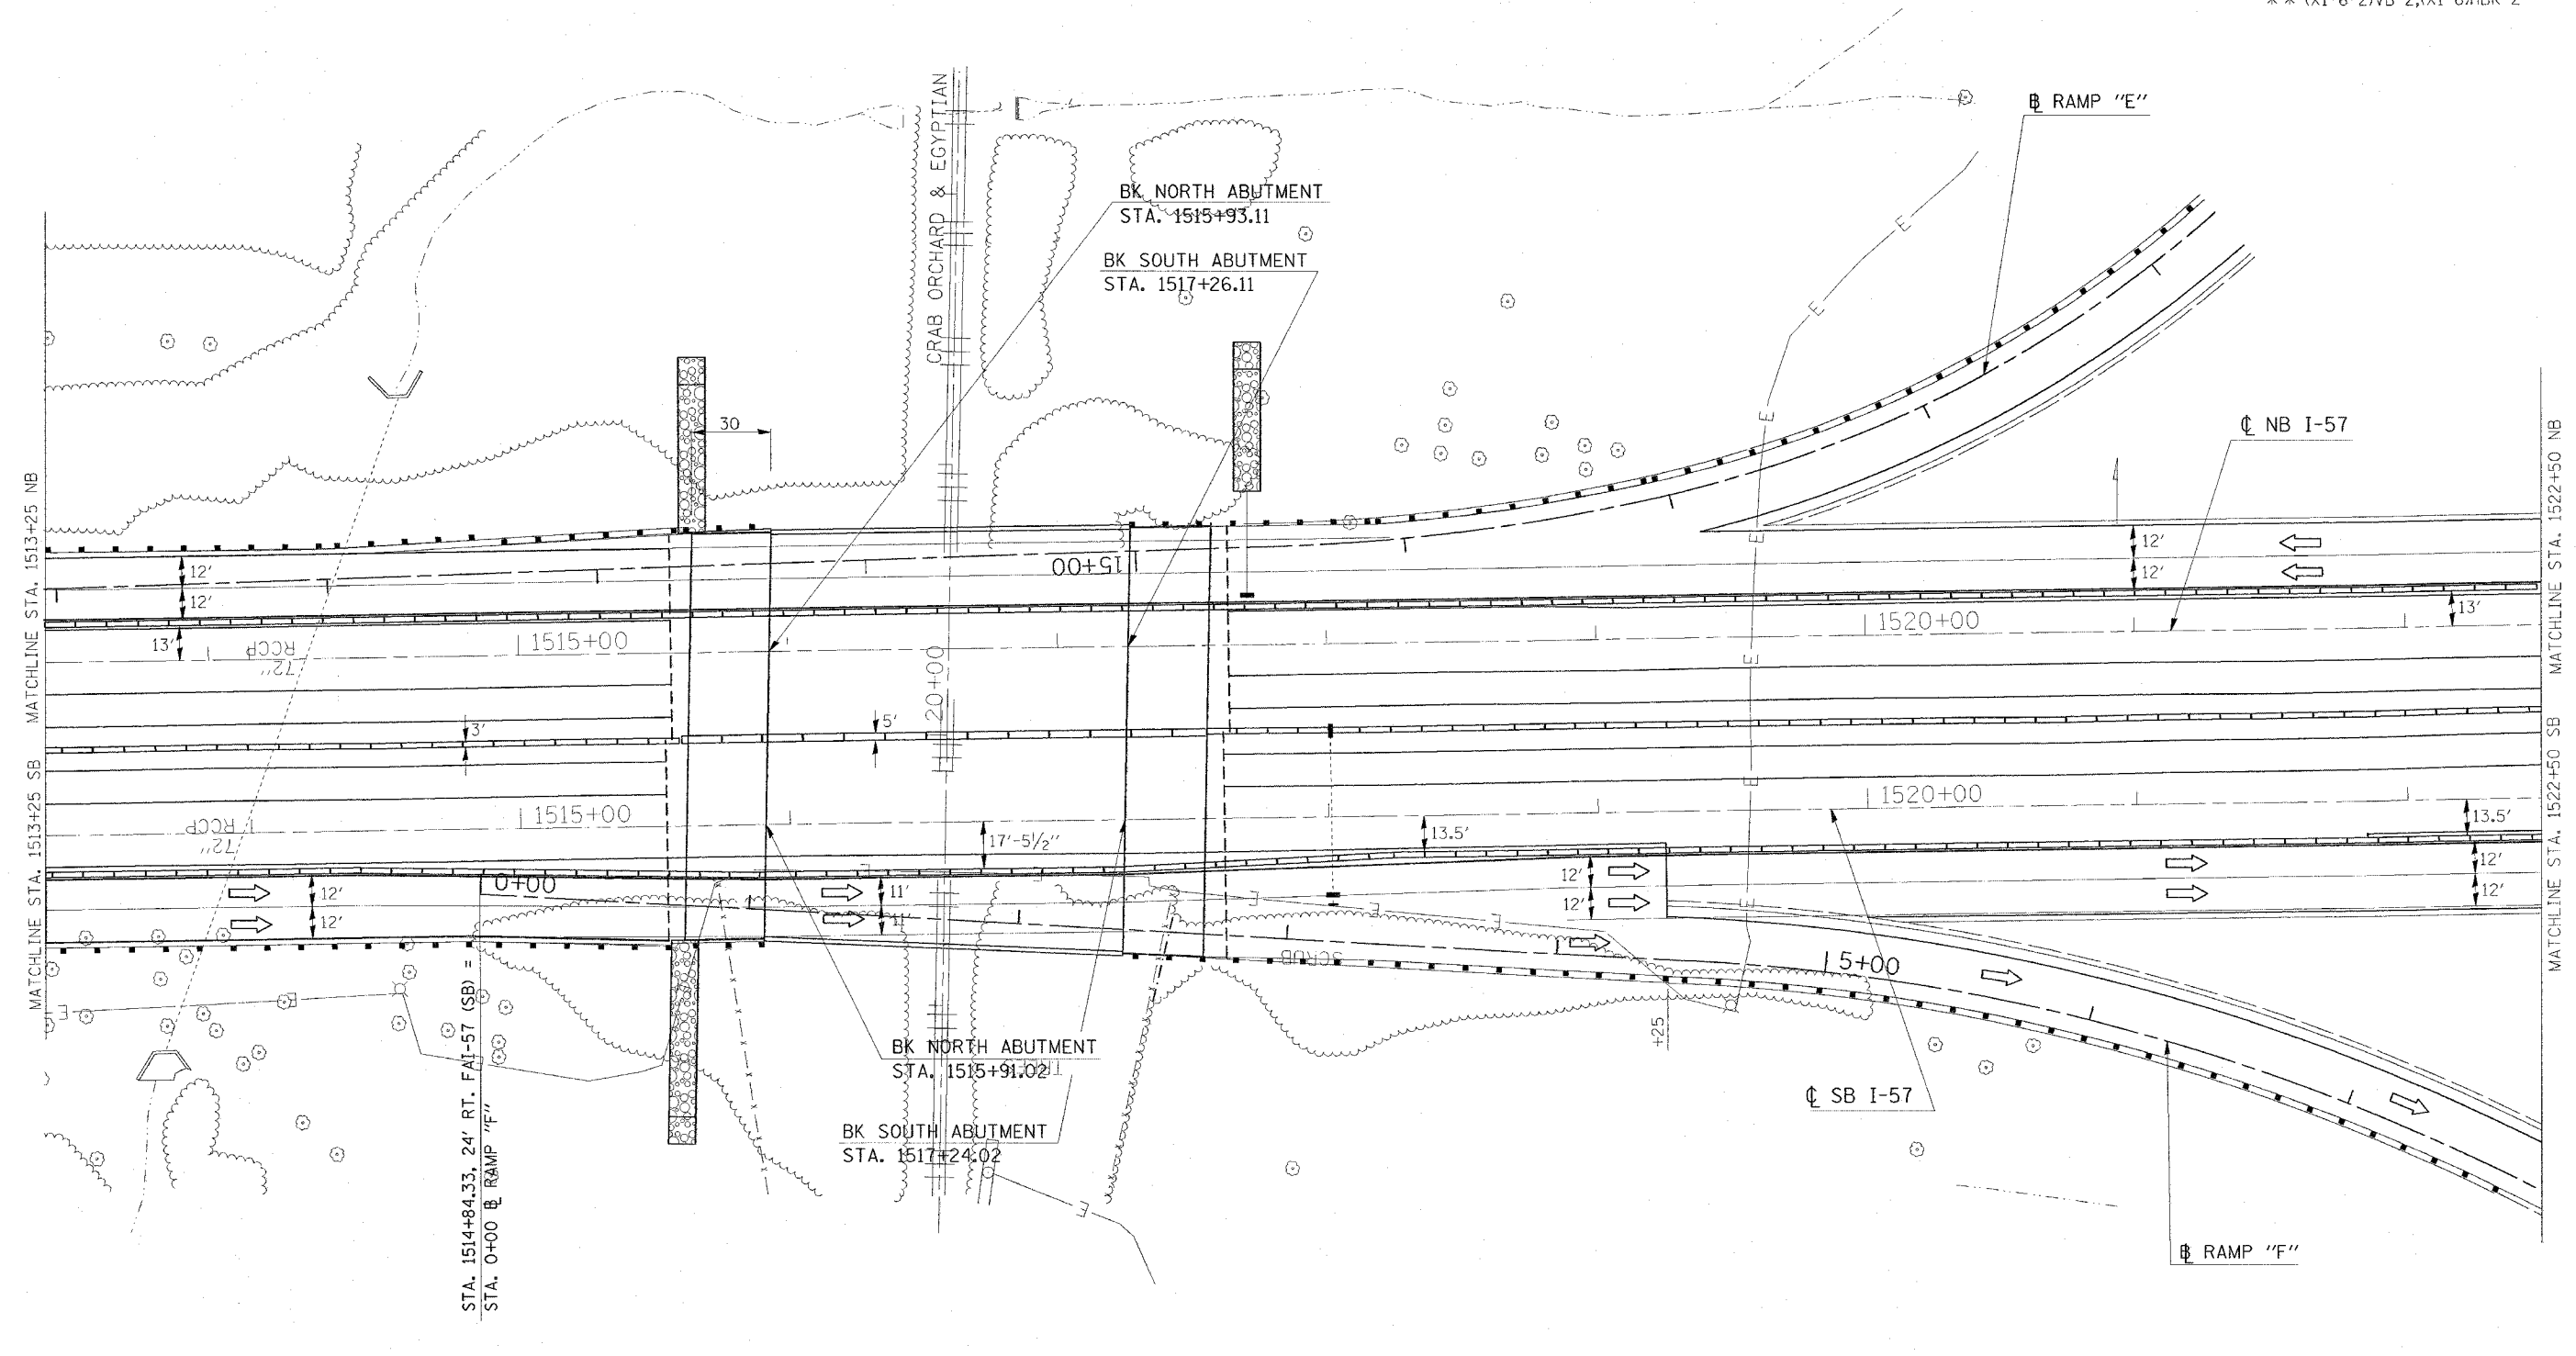 CRAB ORCHARD & EGYPTIAN
℄ RAMP "E"
BK NORTH ABUTMENT
STA. 1515+93.11
BK SOUTH ABUTMENT
STA. 1517+26.11
30
℄ NB I-57
MATCHLINE STA. 1513+25 NB
MATCHLINE STA. 1522+50 NB
12'
12'
13'
15+00
12'
12'
13'
1515+00
1520+00
72"
RCCP
E
E
E
E
E
E
E
3'
5'
20+00
MATCHLINE STA. 1513+25 SB
MATCHLINE STA. 1522+50 SB
1515+00
1520+00
72"
RCCP
17'-5 1/2"
13.5'
13.5'
0+00
12'
12'
11'
11'
12'
12'
12'
12'
E
E
E
E
E
SCRUB
5+00
+25
BK NORTH ABUTMENT
STA. 1515+91.02
BK SOUTH ABUTMENT
STA. 1517+24.02
E
℄ SB I-57
℄ RAMP "F"
STA. 1514+84.33, 24' RT. FAI-57 (SB) =
STA. 0+00 ℄ RAMP "F"